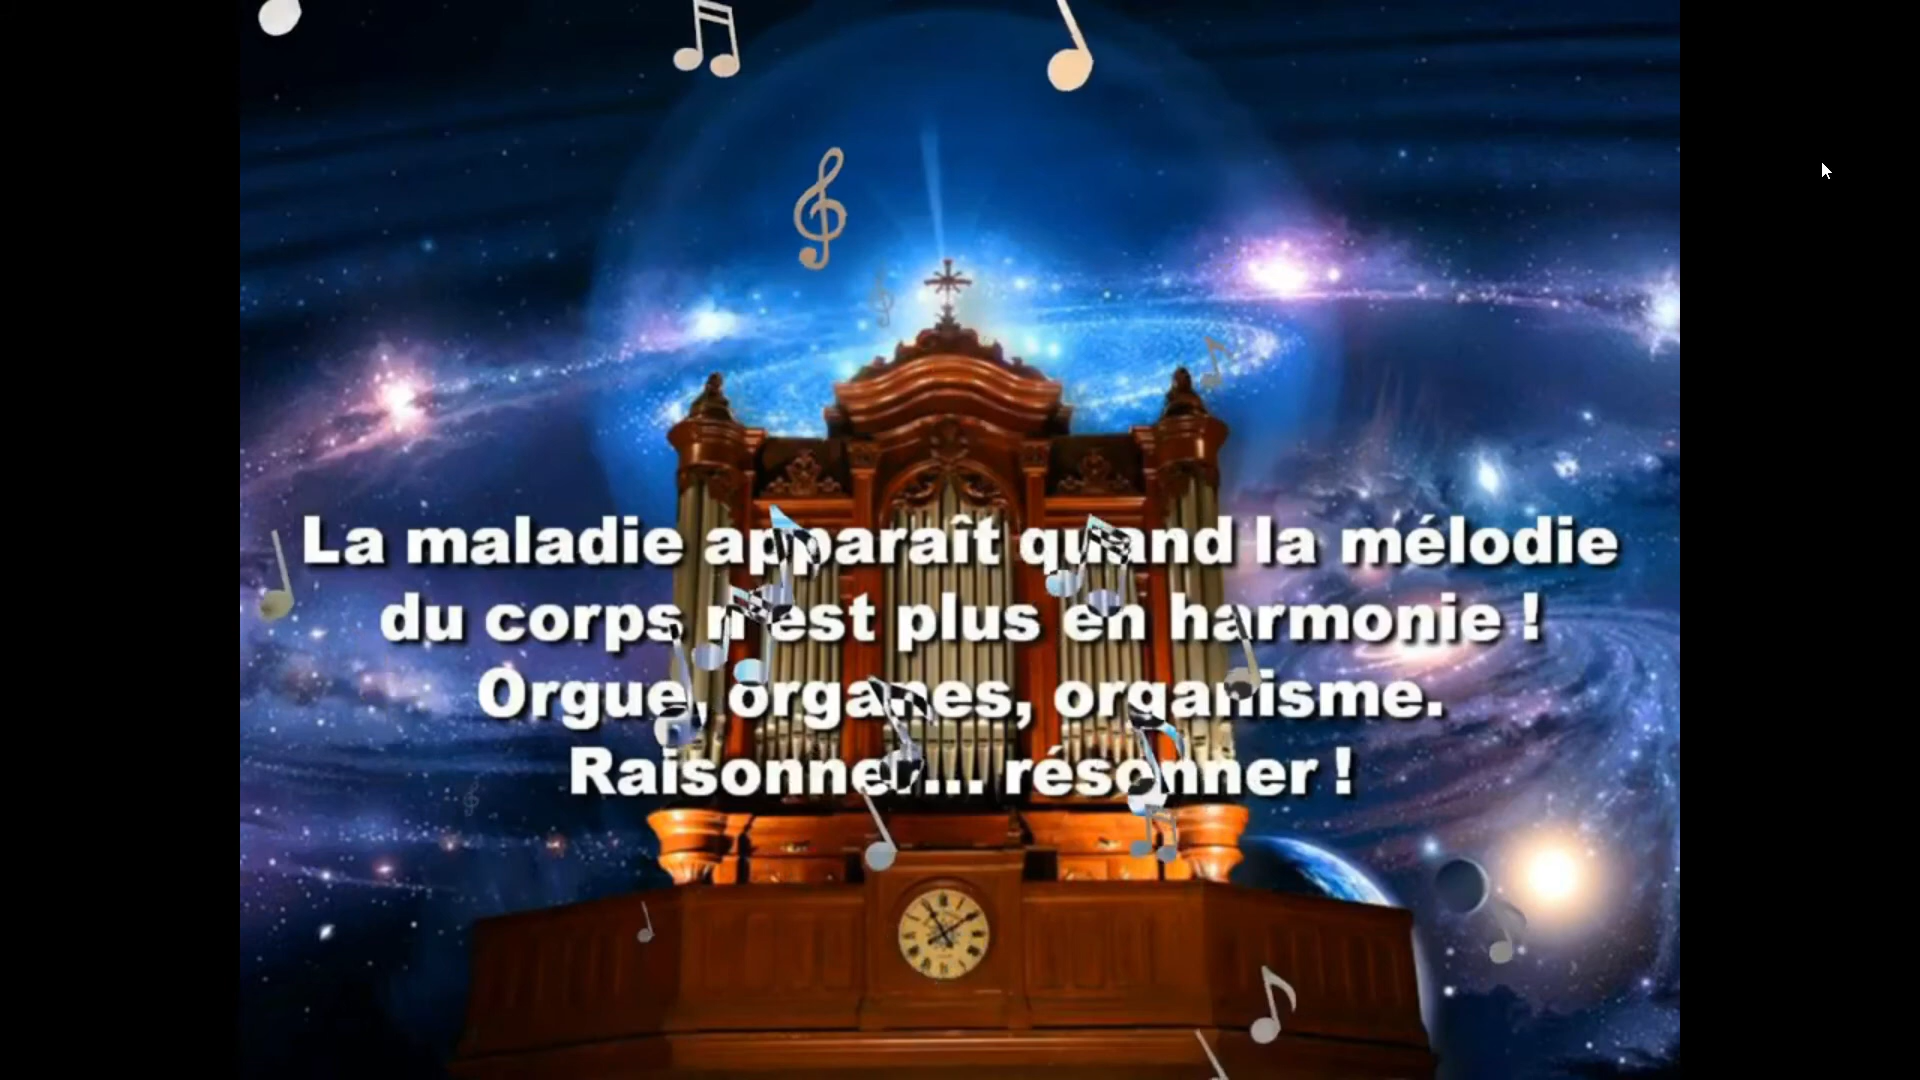 La maladie apparaît quand la mélodie
du corps n'est plus en harmonie !
Orgue, organes, organisme.
Raisonner... résonner !